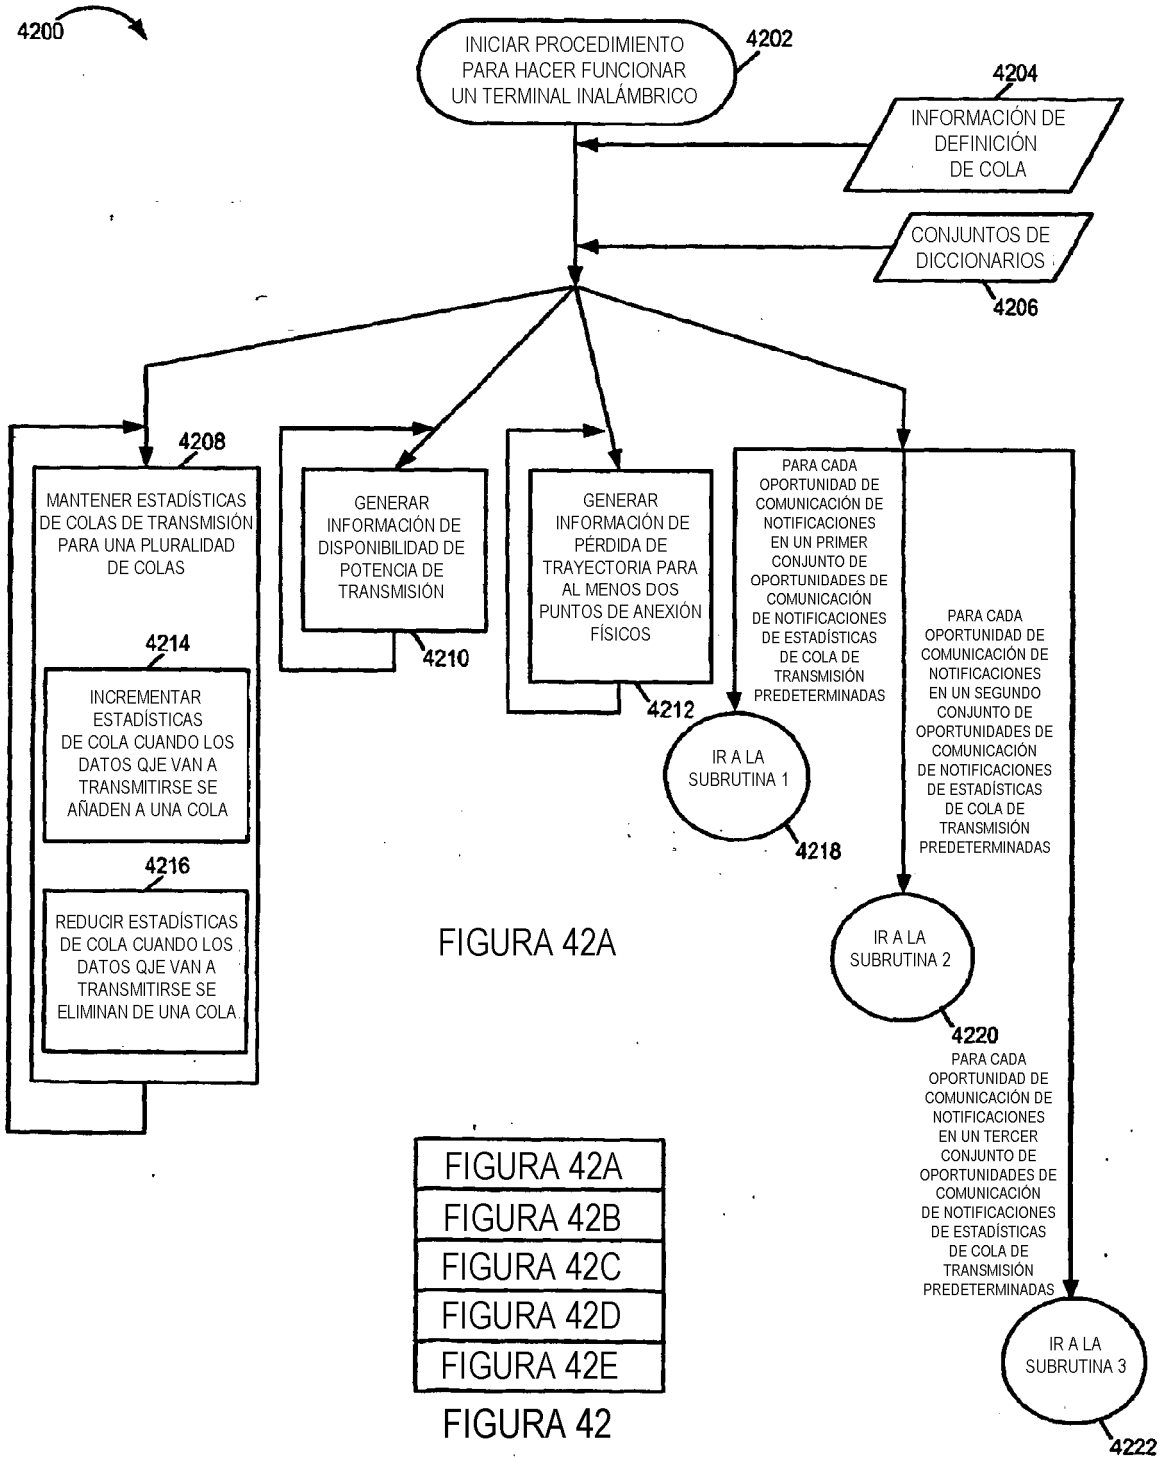 4200
INICIAR PROCEDIMIENTO
PARA HACER FUNCIONAR
UN TERMINAL INALÁMBRICO
4202
4204
INFORMACIÓN DE
DEFINICIÓN
DE COLA
CONJUNTOS DE
DICCIONARIOS
4206
4208
MANTENER ESTADÍSTICAS
DE COLAS DE TRANSMISIÓN
PARA UNA PLURALIDAD
DE COLAS
4214
INCREMENTAR
ESTADÍSTICAS
DE COLA CUANDO LOS
DATOS QJE VAN A
TRANSMITIRSE SE
AÑADEN A UNA COLA
4216
REDUCIR ESTADÍSTICAS
DE COLA CUANDO LOS
DATOS QJE VAN A
TRANSMITIRSE SE
ELIMINAN DE UNA COLA
GENERAR
INFORMACIÓN DE
DISPONIBILIDAD DE
POTENCIA DE
TRANSMISIÓN
4210
GENERAR
INFORMACIÓN DE
PÉRDIDA DE
TRAYECTORIA PARA
AL MENOS DOS
PUNTOS DE ANEXIÓN
FÍSICOS
4212
PARA CADA
OPORTUNIDAD DE
COMUNICACIÓN DE
NOTIFICACIONES
EN UN PRIMER
CONJUNTO DE
OPORTUNIDADES DE
COMUNICACIÓN
DE NOTIFICACIONES
DE ESTADÍSTICAS
DE COLA DE
TRANSMISIÓN
PREDETERMINADAS
IR A LA
SUBRUTINA 1
4218
PARA CADA
OPORTUNIDAD DE
COMUNICACIÓN DE
NOTIFICACIONES
EN UN SEGUNDO
CONJUNTO DE
OPORTUNIDADES DE
COMUNICACIÓN
DE NOTIFICACIONES
DE ESTADÍSTICAS
DE COLA DE
TRANSMISIÓN
PREDETERMINADAS
IR A LA
SUBRUTINA 2
4220
PARA CADA
OPORTUNIDAD DE
COMUNICACIÓN DE
NOTIFICACIONES
EN UN TERCER
CONJUNTO DE
OPORTUNIDADES DE
COMUNICACIÓN
DE NOTIFICACIONES
DE ESTADÍSTICAS
DE COLA DE
TRANSMISIÓN
PREDETERMINADAS
IR A LA
SUBRUTINA 3
4222
FIGURA 42A
FIGURA 42A
FIGURA 42B
FIGURA 42C
FIGURA 42D
FIGURA 42E
FIGURA 42